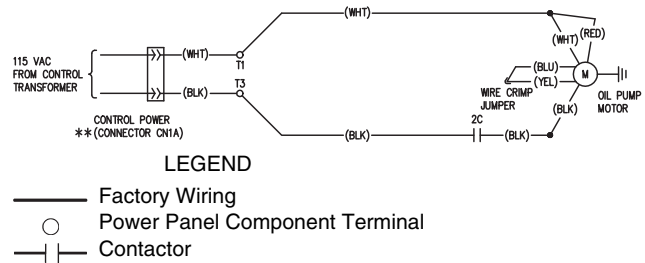 (WHT)
(WHT)
(RED)
115 VAC
FROM CONTROL
TRANSFORMER
(WHT)
T1
(BLU)
(YEL)
M
T3
(BLK)
WIRE CRIMP
JUMPER
OIL PUMP
MOTOR
(BLK)
CONTROL POWER
**(CONNECTOR CN1A)
2C
(BLK)
(BLK)
LEGEND
Factory Wiring
Power Panel Component Terminal
Contactor